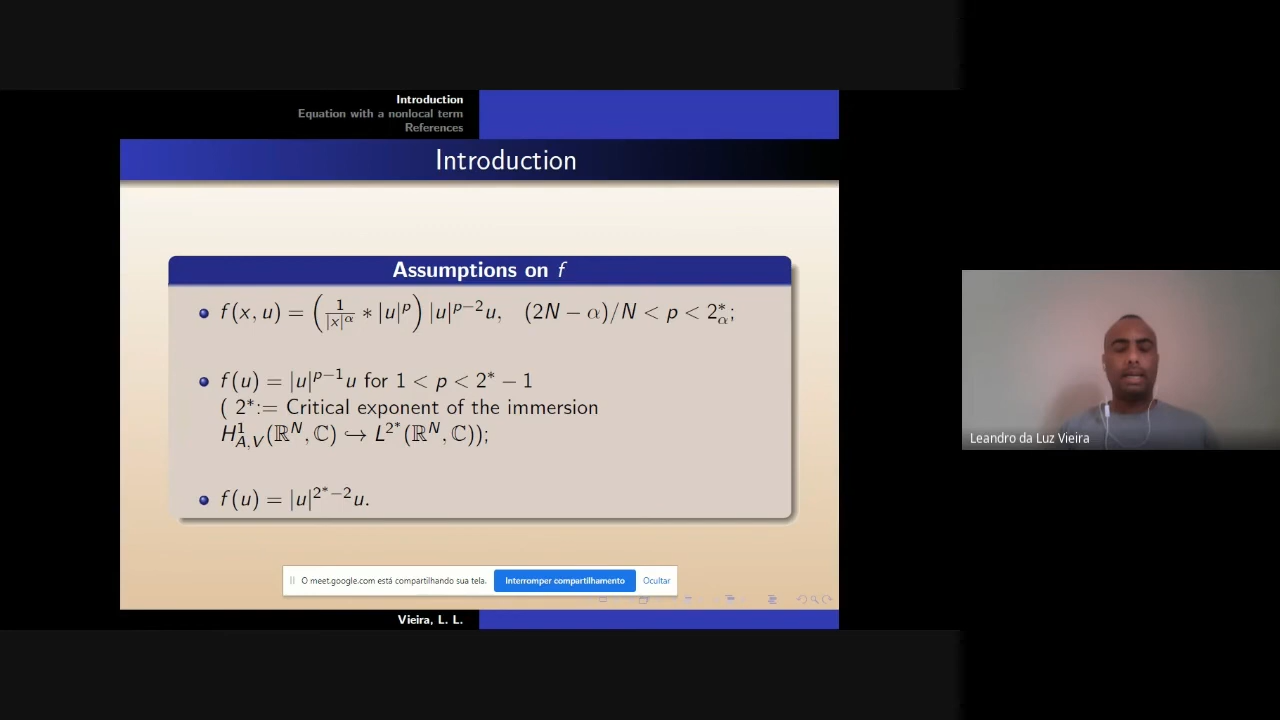 Introduction
Equation with a nonlocal term
References
Introduction
Assumptions on f
f(x, u) = (1/|x|^α ∗ |u|^p) |u|^{p−2}u, (2N − α)/N < p < 2^∗_α;
f(u) = |u|^{p−1}u for 1 < p < 2^∗ − 1
( 2^∗:= Critical exponent of the immersion
H^1_{A,V}(ℝ^N, ℂ) ↪ L^{2^∗}(ℝ^N, ℂ));
f(u) = |u|^{2^∗−2}u.
O meet.google.com está compartilhando sua tela. Interromper compartilhamento Ocultar
Vieira, L. L.
Leandro da Luz Vieira